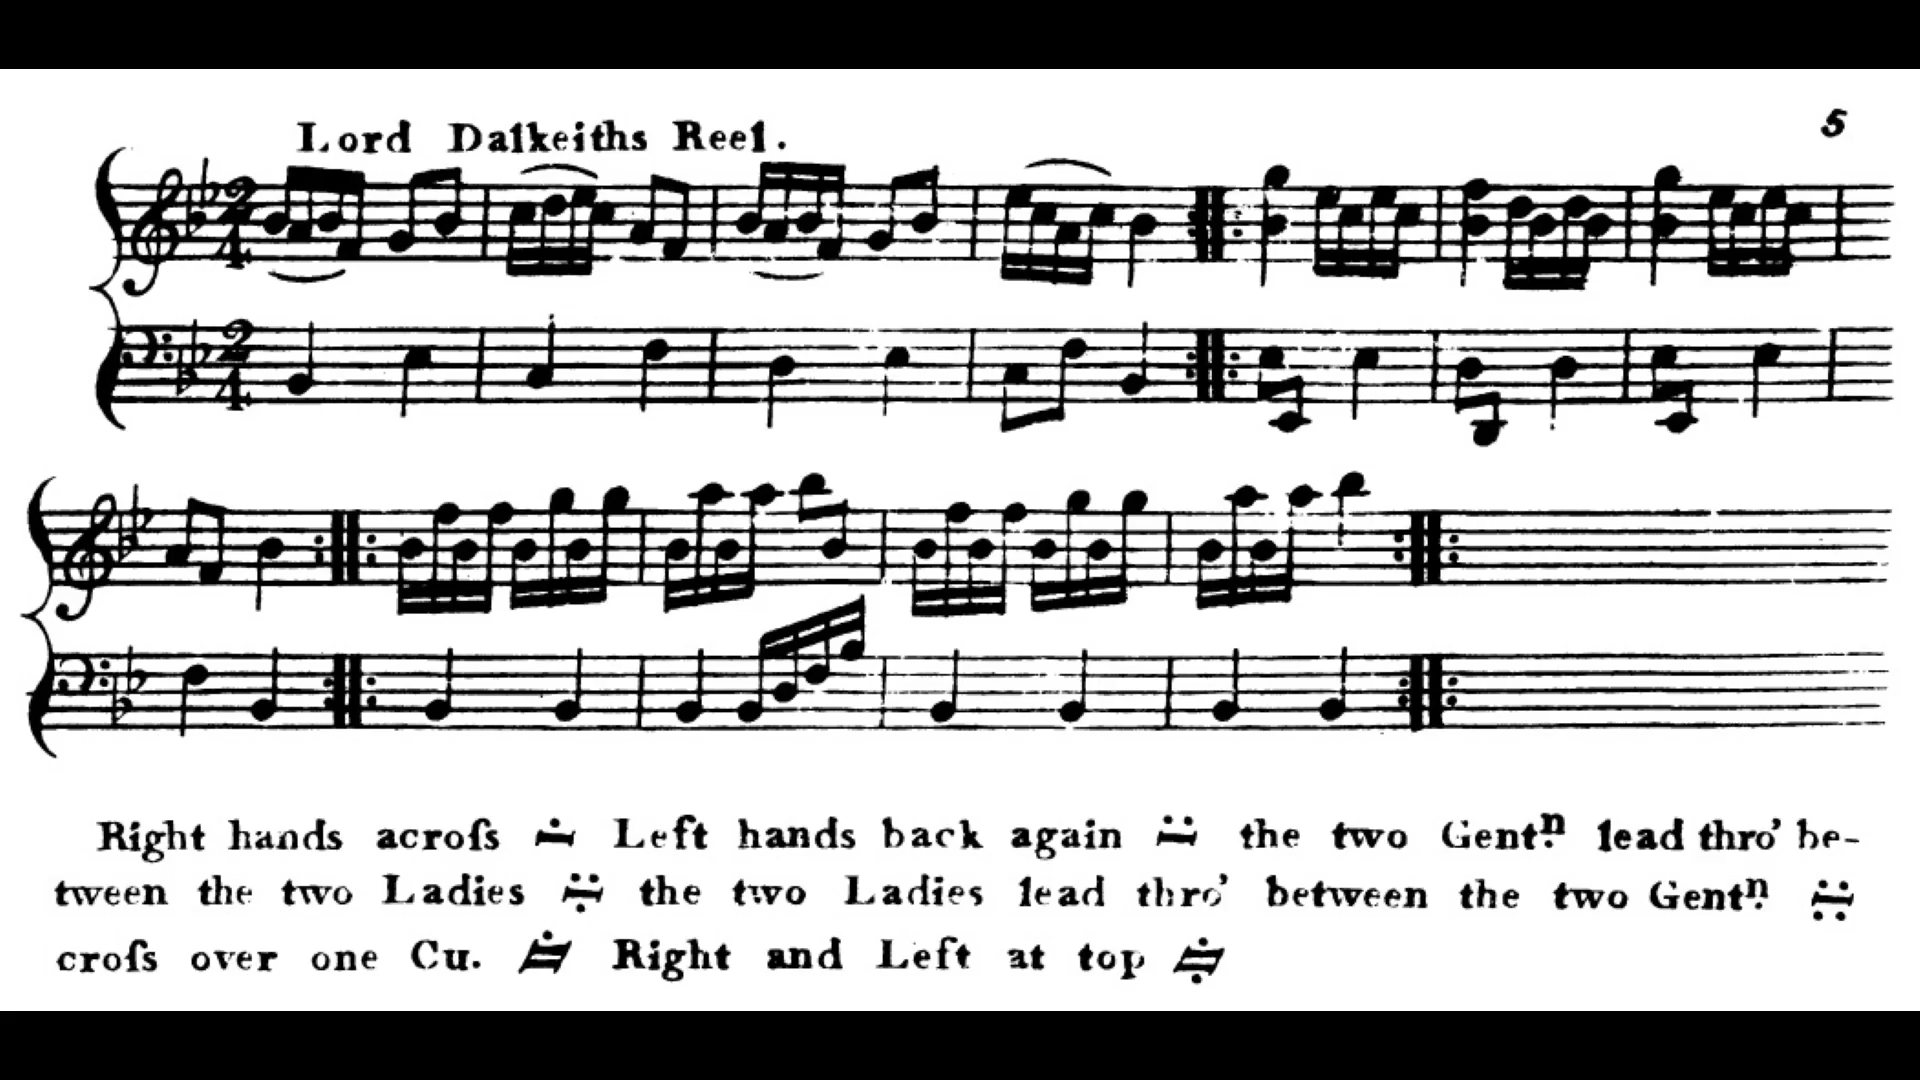 Lord Dalkeiths Reel.
5
Right hands acroſs ∸ Left hands back again ∺ the two Gentⁿ. lead thro' be-
tween the two Ladies the two Ladies lead thro' between the two Gentⁿ.
croſs over one Cu. Right and Left at top